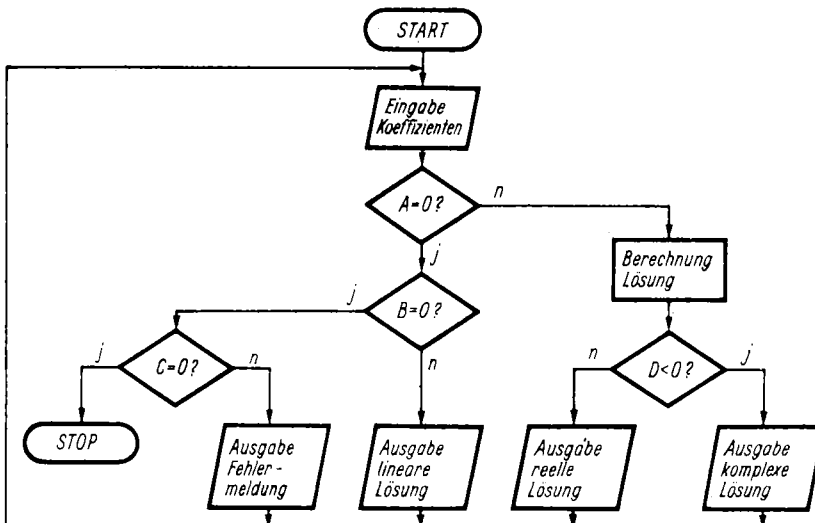 START
Eingabe
Koeffizienten
A=0?
n
j
Berechnung
Lösung
B=0?
j
n
D<0?
n
j
C=0?
j
n
STOP
Ausgabe
Fehler-
meldung
Ausgabe
lineare
Lösung
Ausgabe
reelle
Lösung
Ausgabe
komplexe
Lösung